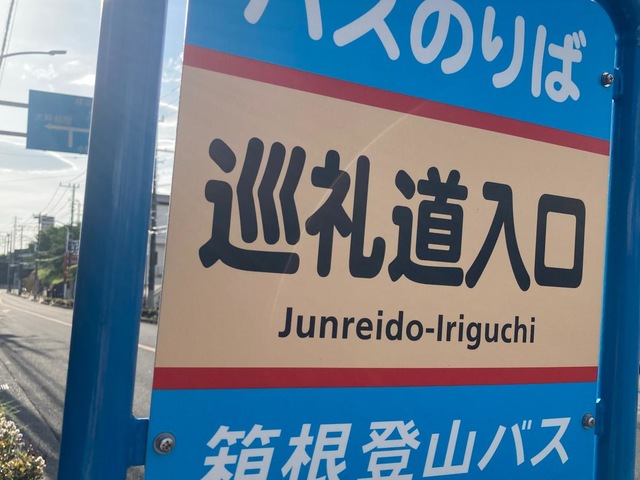 バスのりば
巡礼道入口
Junreido-Iriguchi
箱根登山バス